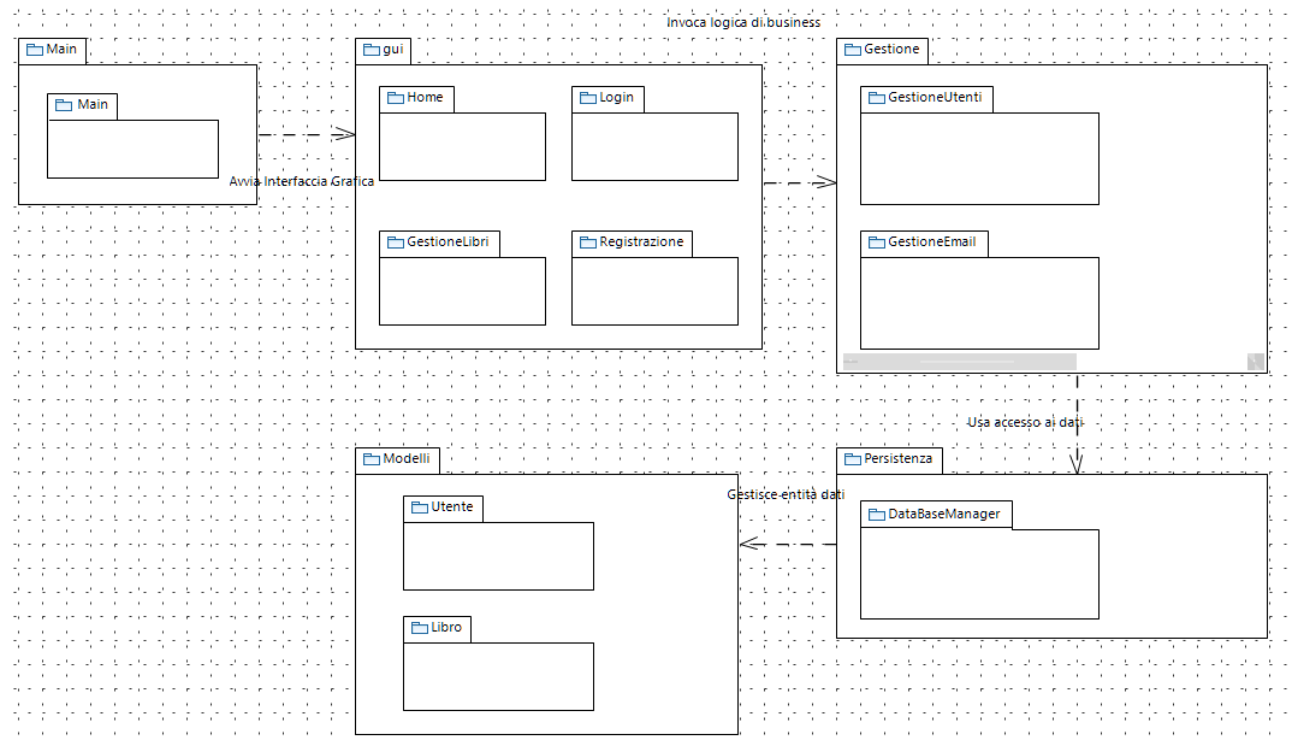 Invoca logica di business
Main
gui
Gestione
Main
Home
Login
GestioneUtenti
Avvia Interfaccia Grafica
GestioneLibri
Registrazione
GestioneEmail
Usa accesso ai dati
Modelli
Persistenza
Gestisce entità dati
Utente
DataBaseManager
Libro